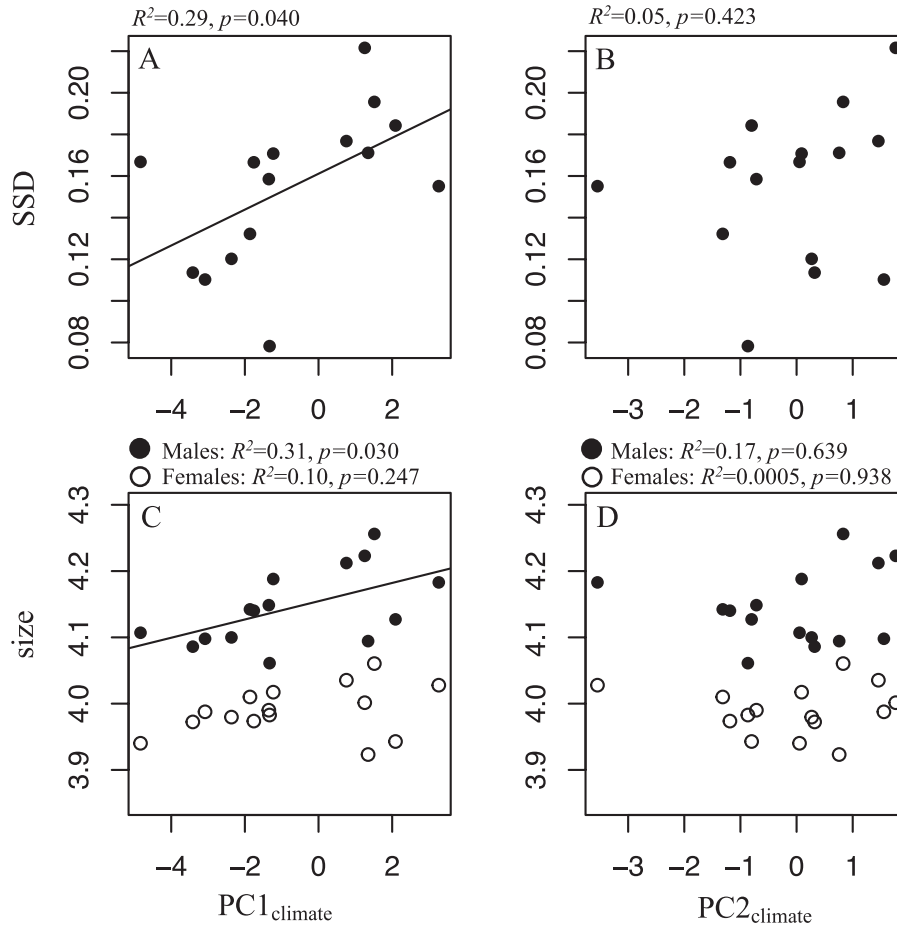 R²=0.29, p=0.040
R²=0.05, p=0.423
A
B
SSD
0.20
0.16
0.12
0.08
0.20
0.16
0.12
0.08
−4 −2 0 2
−3 −2 −1 0 1
Males: R²=0.31, p=0.030
Females: R²=0.10, p=0.247
Males: R²=0.17, p=0.639
Females: R²=0.0005, p=0.938
C
D
size
4.3
4.2
4.1
4.0
3.9
4.3
4.2
4.1
4.0
3.9
−4 −2 0 2
−3 −2 −1 0 1
PC1climate
PC2climate